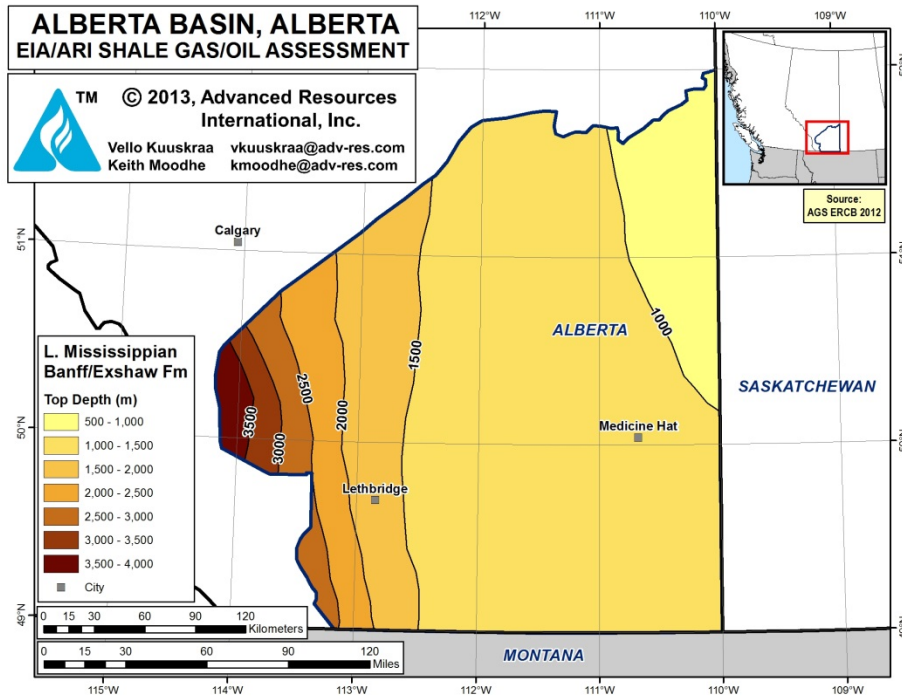 ALBERTA BASIN, ALBERTA
EIA/ARI SHALE GAS/OIL ASSESSMENT
TM
© 2013, Advanced Resources
International, Inc.
Vello Kuuskraa vkuuskraa@adv-res.com
Keith Moodhe kmoodhe@adv-res.com
112°W 111°W 110°W 109°W
Source:
AGS ERCB 2012
Calgary
51°N
51°N
1000
1500
ALBERTA
2500
2000
3500
3000
SASKATCHEWAN
Medicine Hat
Lethbridge
50°N
50°N
L. Mississippian
Banff/Exshaw Fm
Top Depth (m)
500 - 1,000
1,000 - 1,500
1,500 - 2,000
2,000 - 2,500
2,500 - 3,000
3,000 - 3,500
3,500 - 4,000
City
49°N
49°N
0 15 30 60 90 120
Kilometers
0 15 30 60 90 120
Miles
MONTANA
115°W 114°W 113°W 112°W 111°W 110°W 109°W